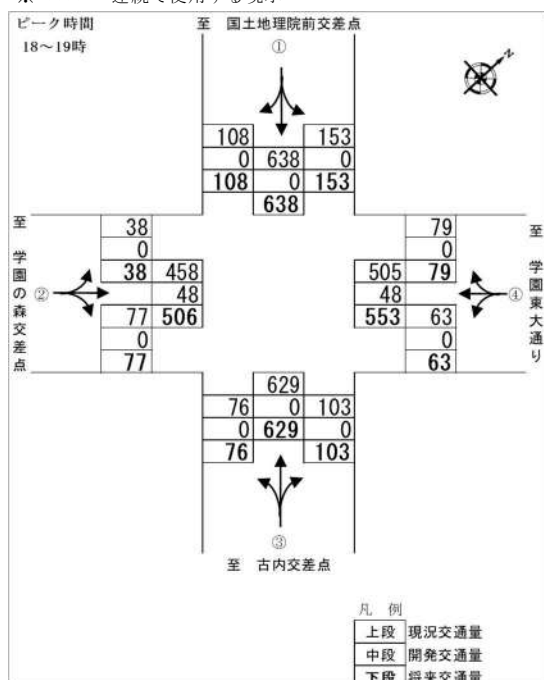 ピーク時間
至 国土地理院前交差点
18～19時
①
N
108 153
0 638 0
108 0 153
638
38 79
0 0
38 458 505 79
至 学園の森交差点
②
48 48
④
至 学園東大通り
77 506 553 63
0 0
77 63
629
76 0 103
0 629 0
76 103
③
至 古内交差点
凡 例
上段 現況交通量
中段 開発交通量
下段 将来交通量